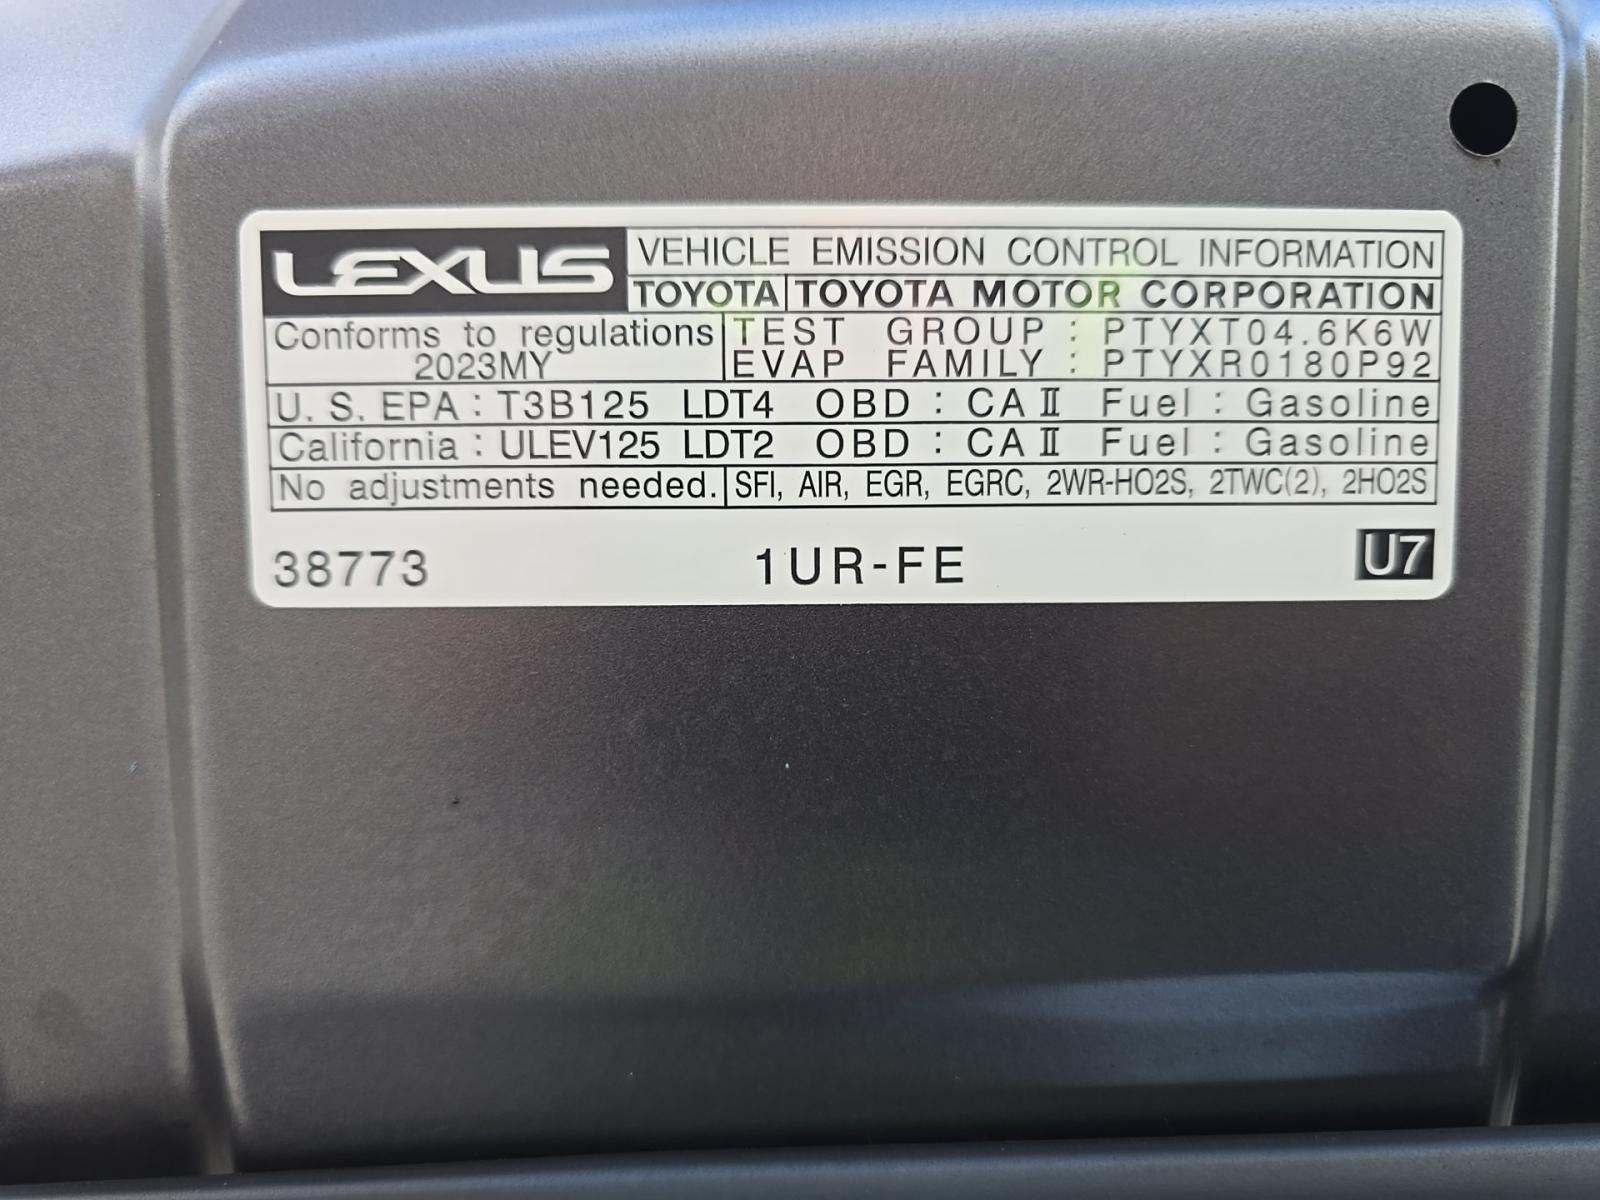 LEXUS VEHICLE EMISSION CONTROL INFORMATION
TOYOTA TOYOTA MOTOR CORPORATION
Conforms to regulations TEST GROUP : PTYXT04.6K6W
2023MY EVAP FAMILY : PTYXR0180P92
U. S. EPA : T3B125 LDT4 OBD : CAⅡ Fuel : Gasoline
California : ULEV125 LDT2 OBD : CAⅡ Fuel : Gasoline
No adjustments needed. SFI, AIR, EGR, EGRC, 2WR-HO2S, 2TWC(2), 2HO2S
38773 1UR-FE U7